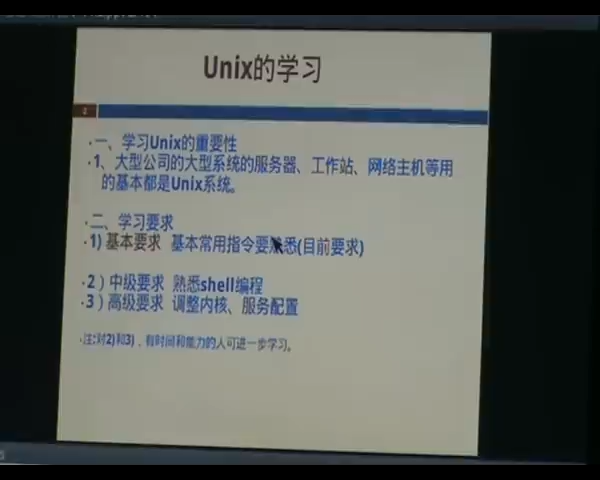 Unix的学习
2
·一、学习Unix的重要性
·1、大型公司的大型系统的服务器、工作站、网络主机等用
的基本都是Unix系统。
·二、学习要求
·1) 基本要求 基本常用指令要熟悉(目前要求)
·2）中级要求 熟悉shell编程
·3）高级要求 调整内核、服务配置
·注:对2)和3)，有时间和能力的人可进一步学习。